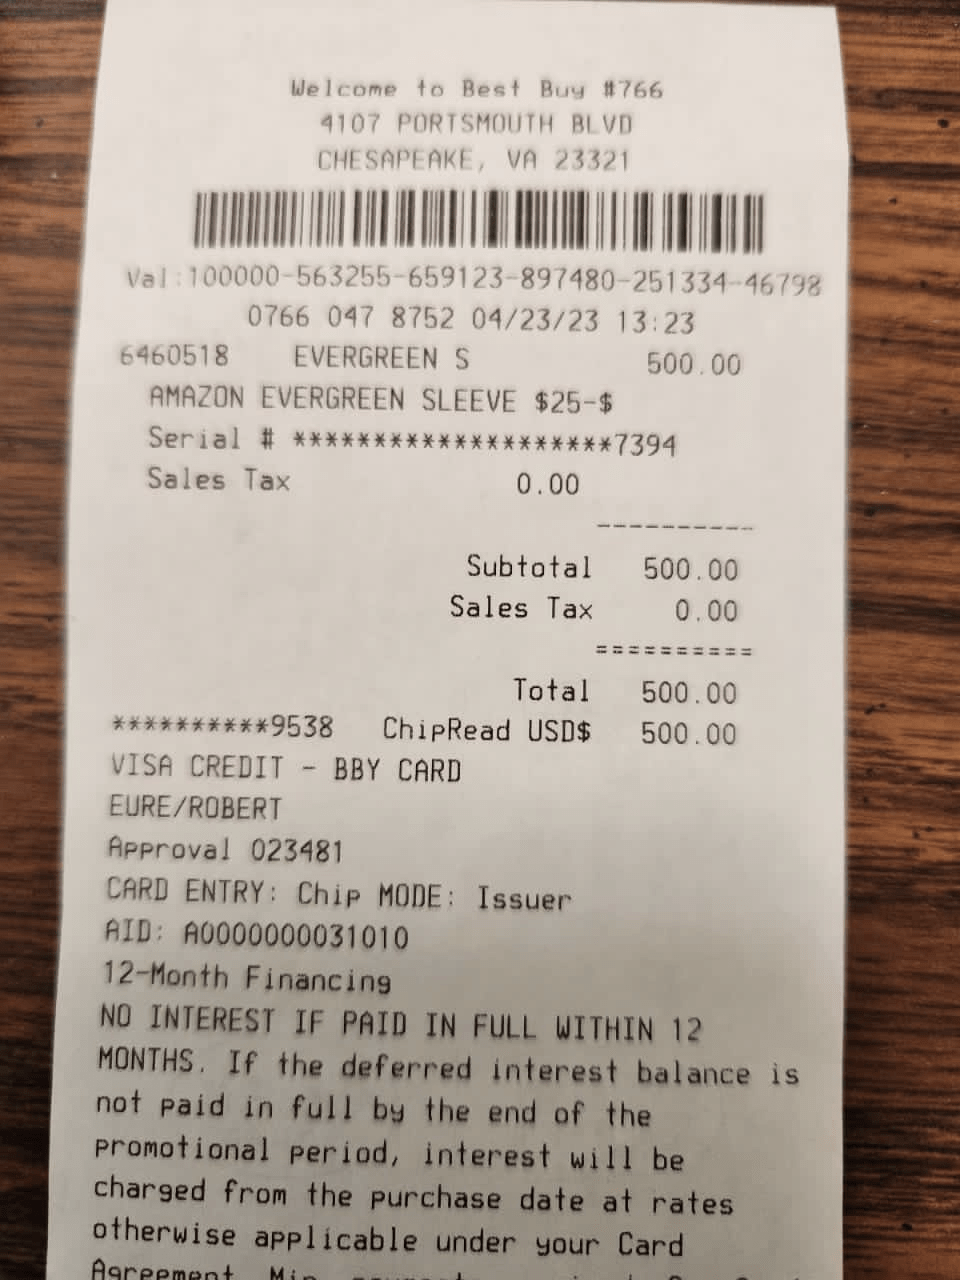 Welcome to Best Buy #766
4107 PORTSMOUTH BLVD
CHESAPEAKE, VA 23321
Val:100000-563255-659123-897480-251334-46798
0766 047 8752 04/23/23 13:23
6460518 EVERGREEN S 500.00
AMAZON EVERGREEN SLEEVE $25-$
Serial # ********************7394
Sales Tax 0.00
----------
Subtotal 500.00
Sales Tax 0.00
==========
Total 500.00
**********9538 ChipRead USD$ 500.00
VISA CREDIT - BBY CARD
EURE/ROBERT
Approval 023481
CARD ENTRY: Chip MODE: Issuer
AID: A0000000031010
12-Month Financing
NO INTEREST IF PAID IN FULL WITHIN 12
MONTHS. If the deferred interest balance is
not paid in full by the end of the
promotional period, interest will be
charged from the purchase date at rates
otherwise applicable under your Card
Agreement. Min.